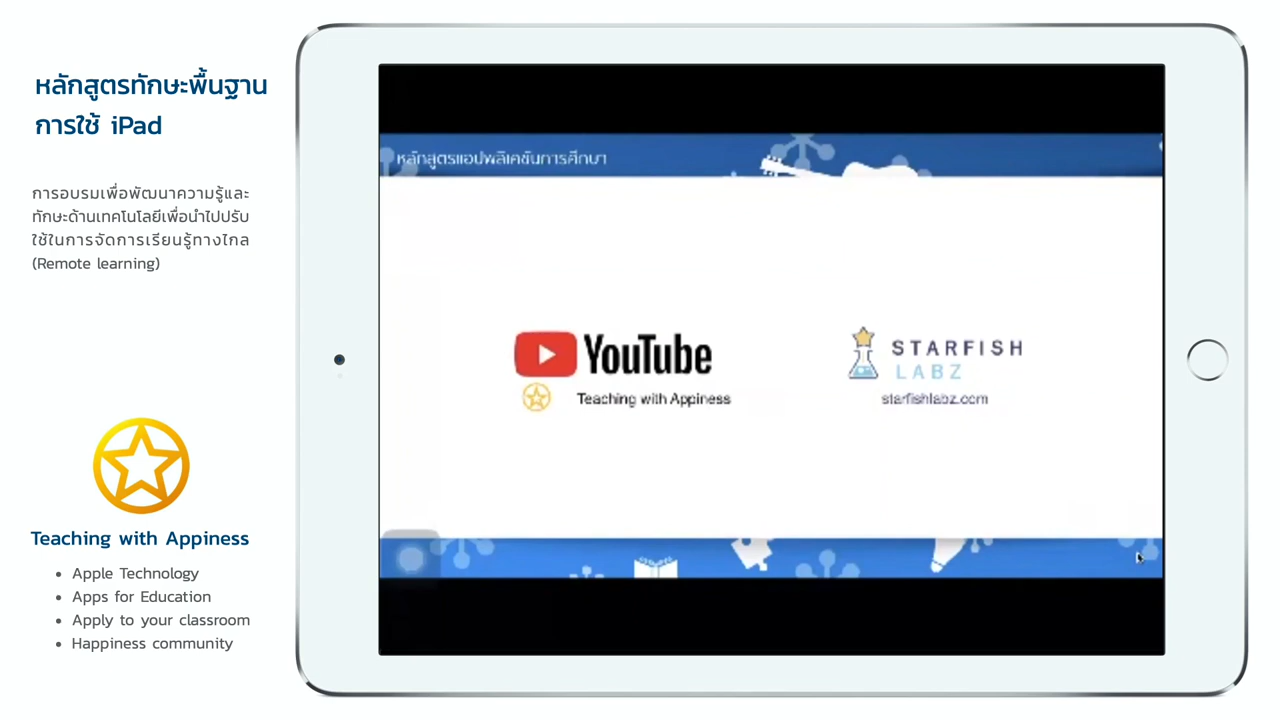 หลักสูตรทักษะพื้นฐาน
การใช้ iPad
การอบรมเพื่อพัฒนาความรู้และ
ทักษะด้านเทคโนโลยีเพื่อนำไปปรับ
ใช้ในการจัดการเรียนรู้ทางไกล
(Remote learning)
Teaching with Appiness
• Apple Technology
• Apps for Education
• Apply to your classroom
• Happiness community
หลักสูตรแอปพลิเคชันการศึกษา
YouTube
Teaching with Appiness
STARFISH
LABZ
starfishlabz.com